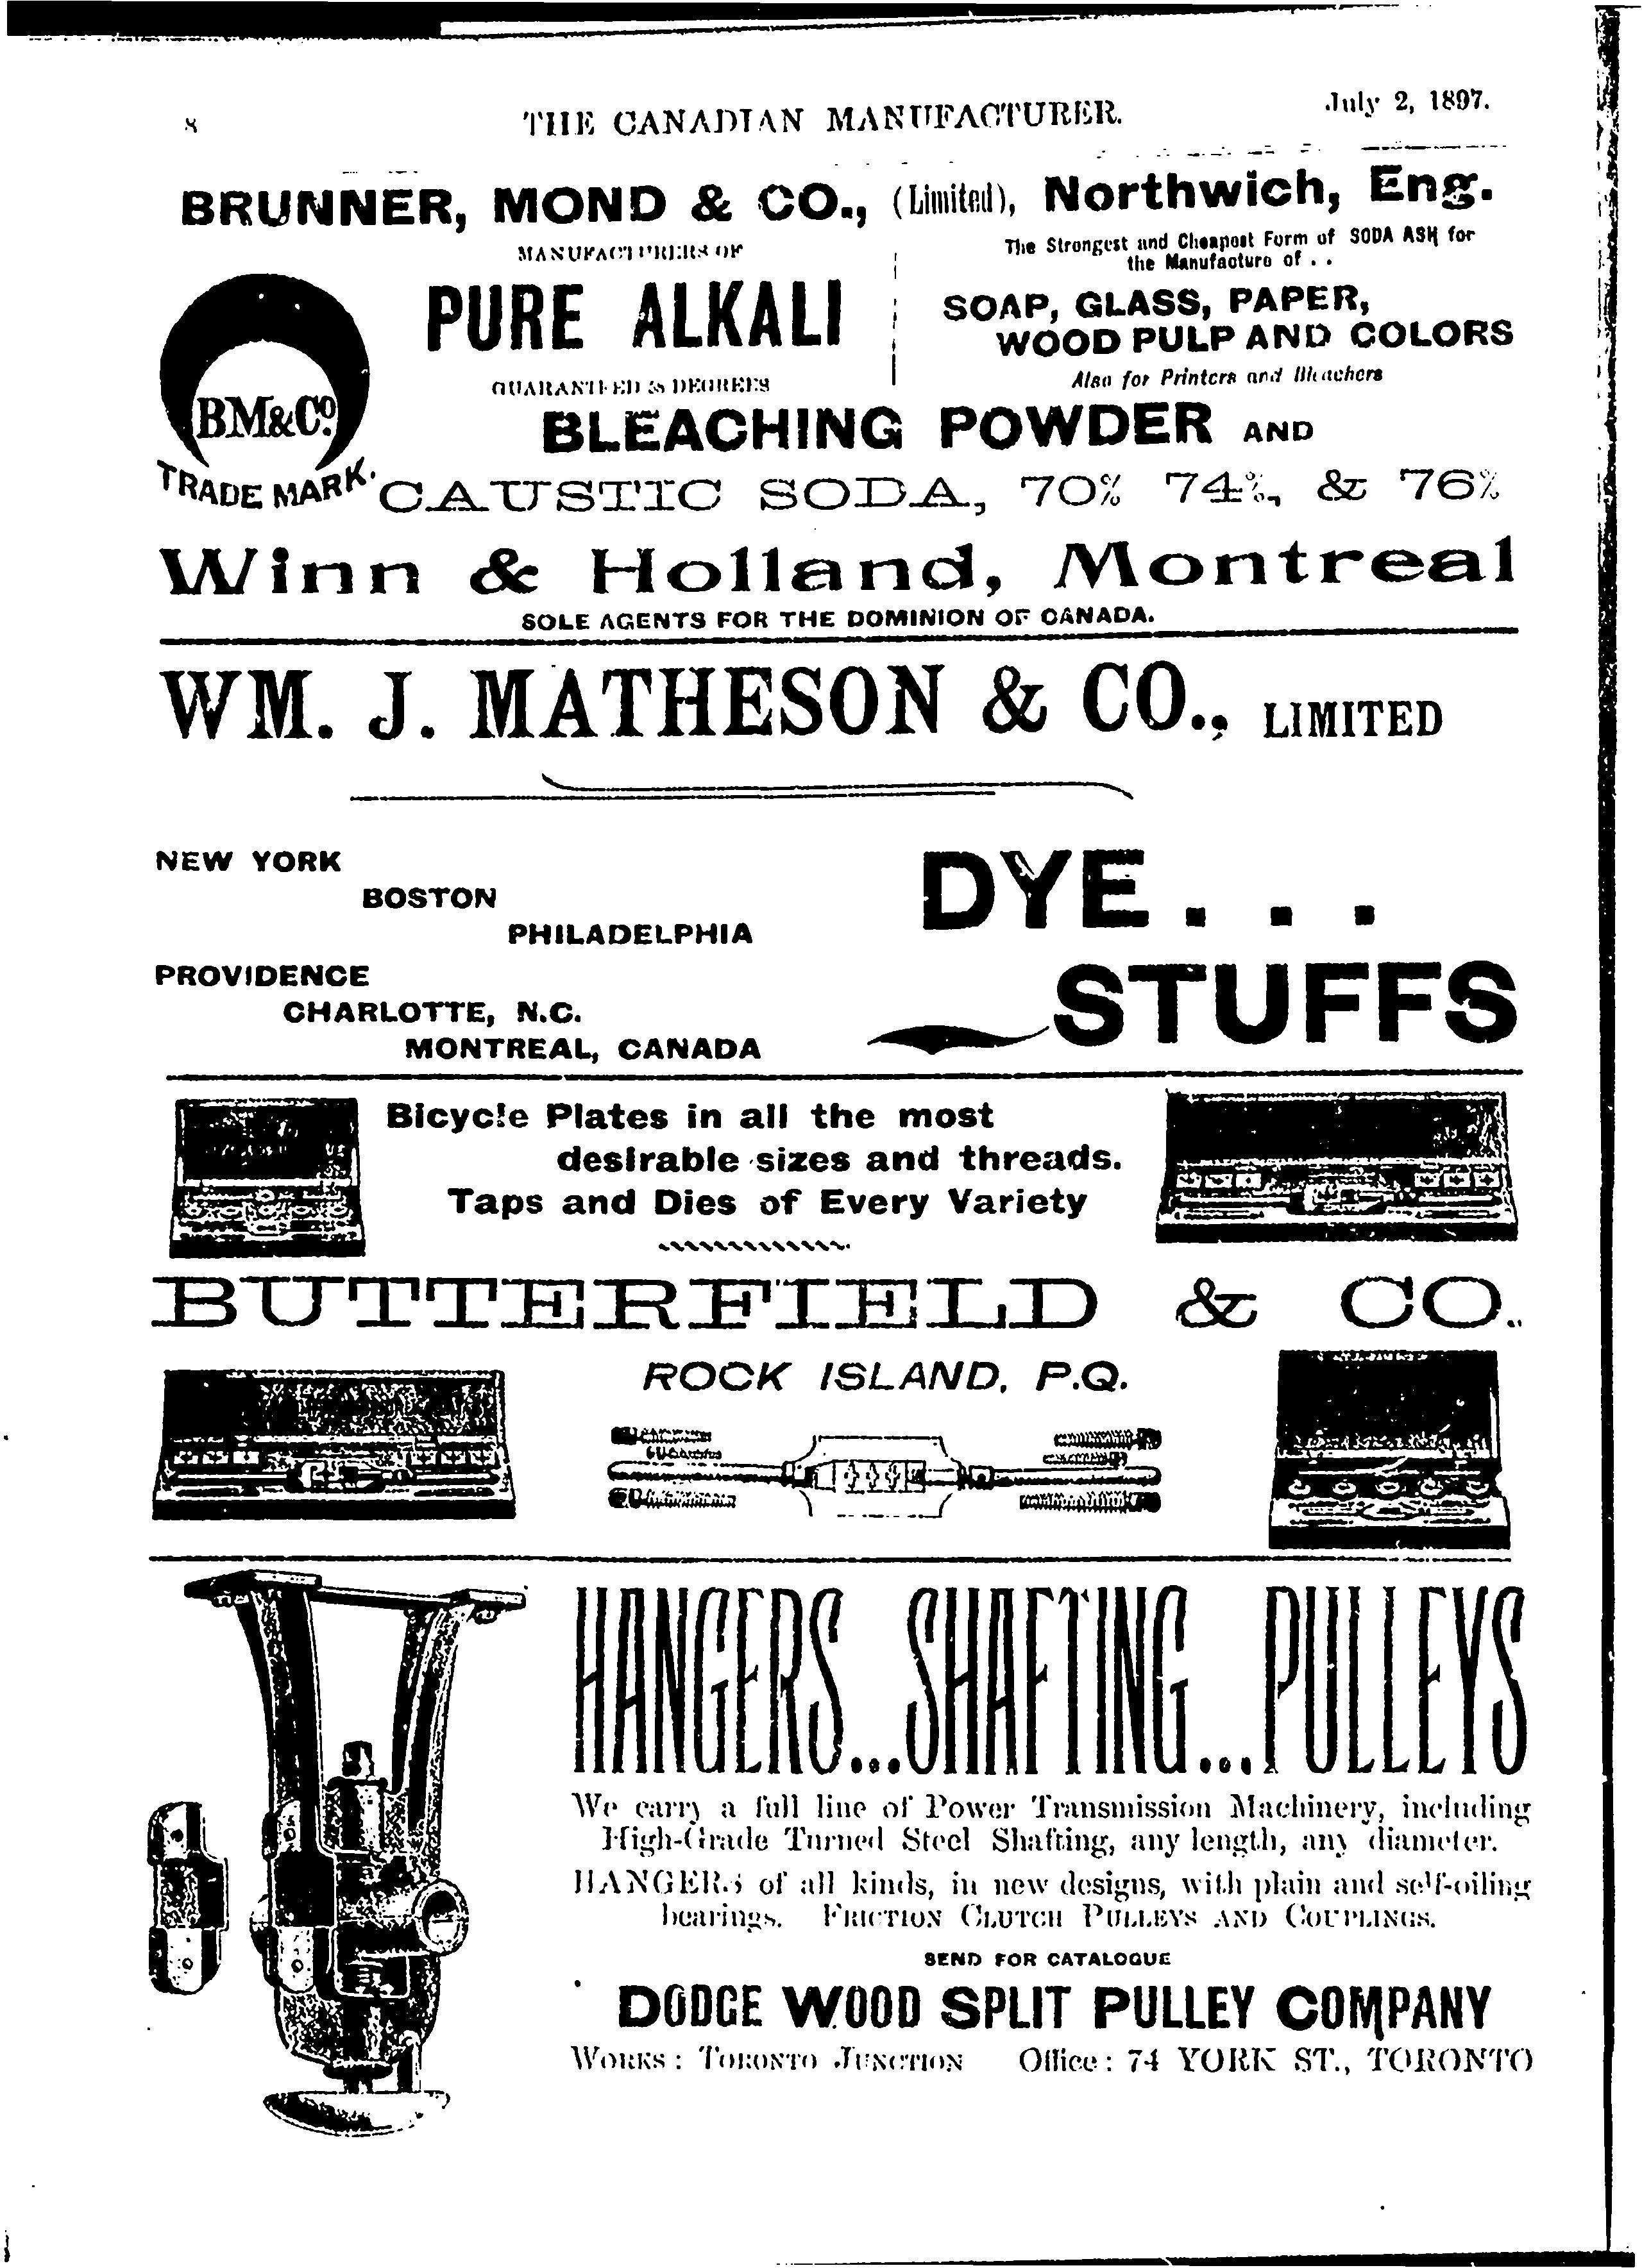 8 THE CANADIAN MANUFACTURER. July 2, 1897.
BRUNNER, MOND & CO., (Limited), Northwich, Eng.
MANUFACTURERS OF
PURE ALKALI
GUARANTEED 58 DEGREES
The Strongest and Cheapest Form of SODA ASH for
the Manufacture of . .
SOAP, GLASS, PAPER,
WOOD PULP AND COLORS
Also for Printers and Bleachers
BM&Co.
TRADE MARK.
BLEACHING POWDER AND
CAUSTIC SODA, 70% 74%, & 76%
Winn & Holland, Montreal
SOLE AGENTS FOR THE DOMINION OF CANADA.
WM. J. MATHESON & CO., LIMITED
NEW YORK
BOSTON
PHILADELPHIA
PROVIDENCE
CHARLOTTE, N.C.
MONTREAL, CANADA
DYE . . .
STUFFS
Bicycle Plates in all the most
desirable sizes and threads.
Taps and Dies of Every Variety
BUTTERFIELD & CO.,
ROCK ISLAND, P.Q.
HANGERS...SHAFTING...PULLEYS
We carry a full line of Power Transmission Machinery, including
High-Grade Turned Steel Shafting, any length, any diameter.
HANGERS of all kinds, in new designs, with plain and self-oiling
bearings. FRICTION CLUTCH PULLEYS AND COUPLINGS.
SEND FOR CATALOGUE
DODGE WOOD SPLIT PULLEY COMPANY
WORKS: TORONTO JUNCTION Office: 74 YORK ST., TORONTO